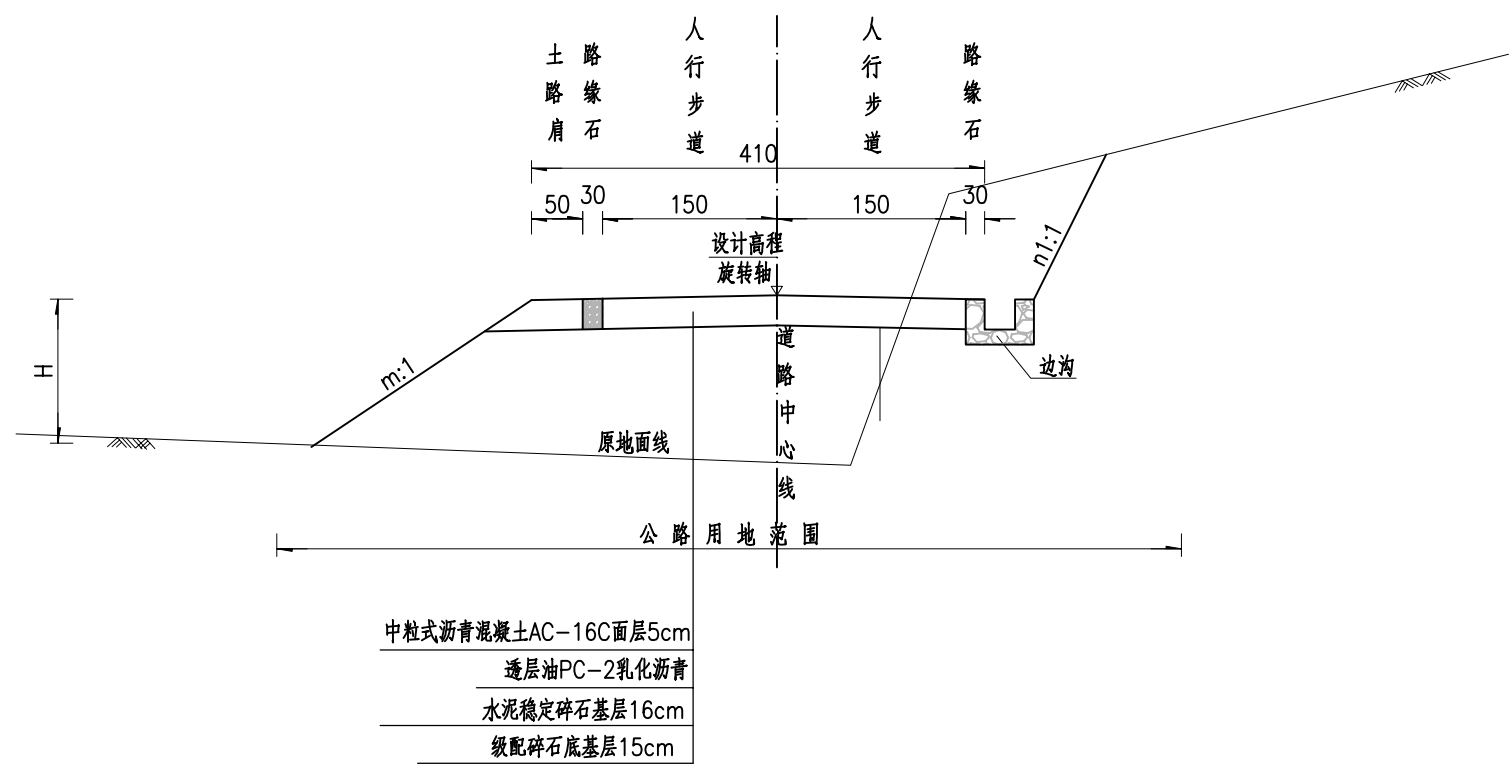 土路肩
路缘石
人行步道
人行步道
路缘石
410
50
30
150
150
30
设计高程
旋转轴
n1:1
H
m:1
边沟
道路中心线
原地面线
公路用地范围
中粒式沥青混凝土AC-16C面层5cm
透层油PC-2乳化沥青
水泥稳定碎石基层16cm
级配碎石底基层15cm